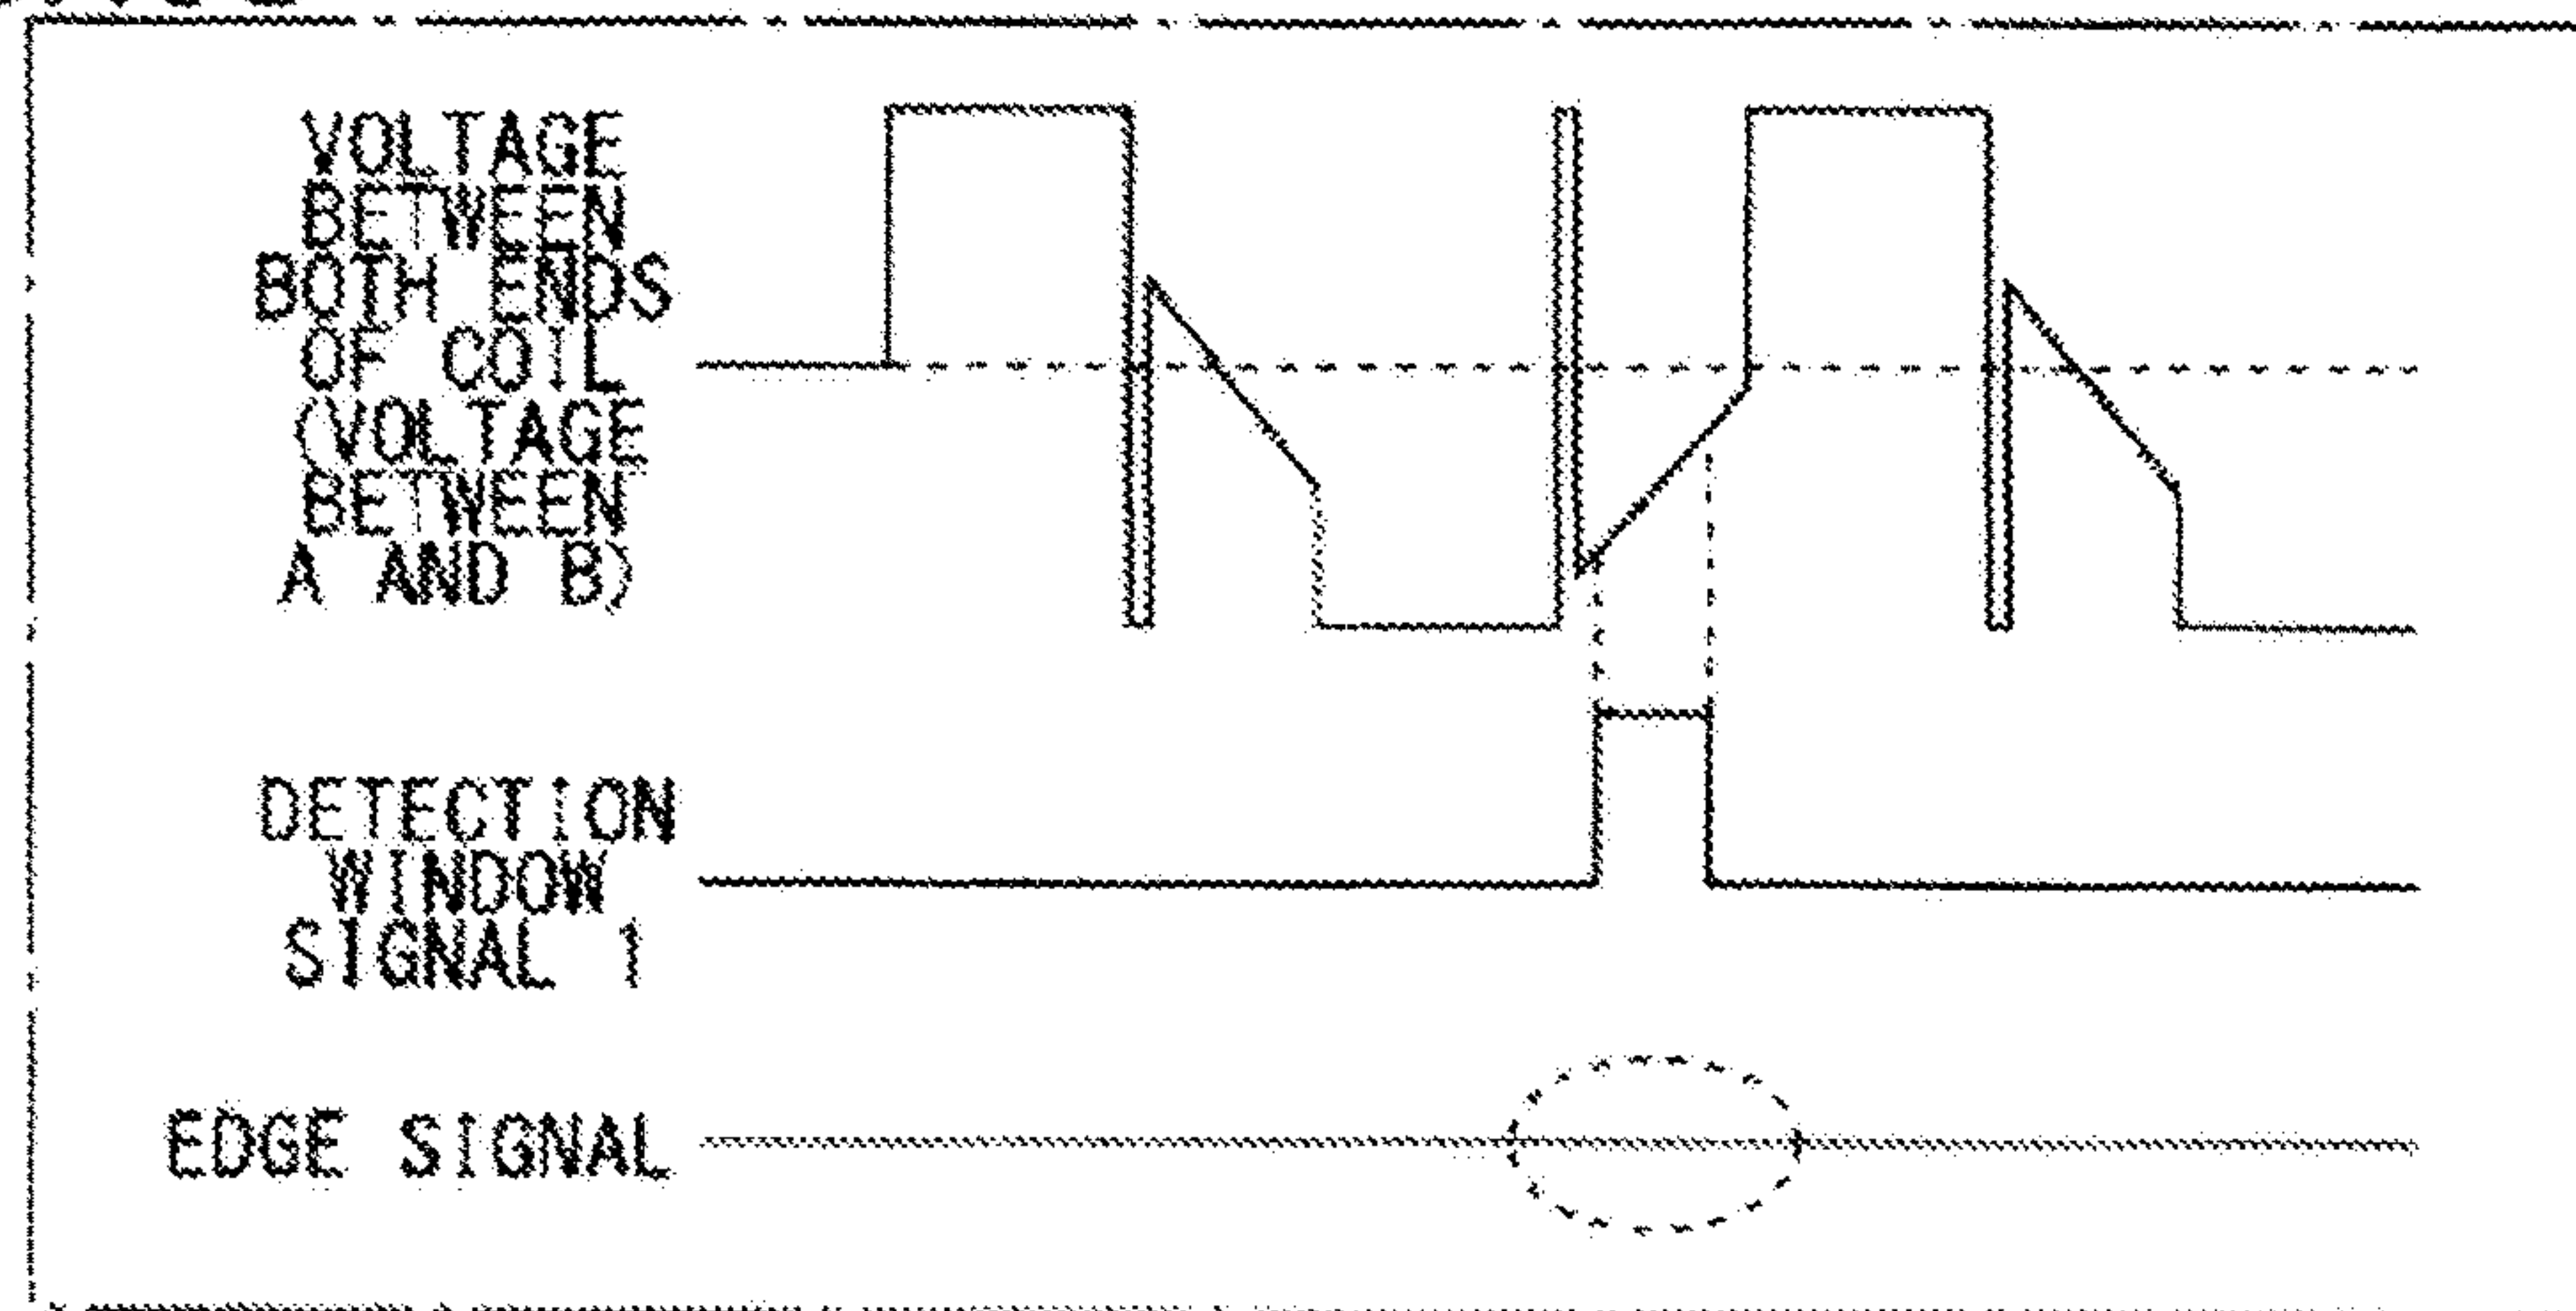 VOLTAGE
BETWEEN
BOTH ENDS
OF COIL
(VOLTAGE
BETWEEN
A AND B)
DETECTION
WINDOW
SIGNAL 1
EDGE SIGNAL